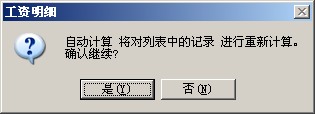 工资明细
自动计算 将对列表中的记录 进行重新计算。
确认继续?
是(Y)
否(N)